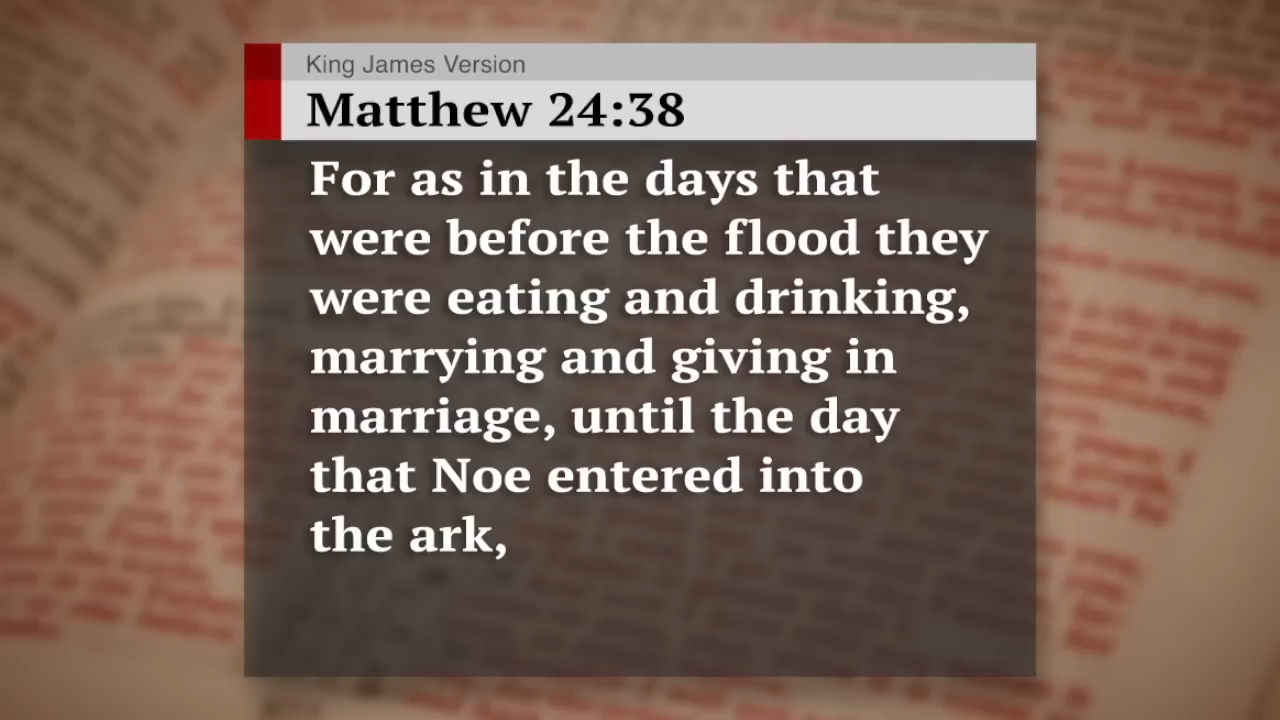 King James Version
Matthew 24:38
For as in the days that
were before the flood they
were eating and drinking,
marrying and giving in
marriage, until the day
that Noe entered into
the ark,